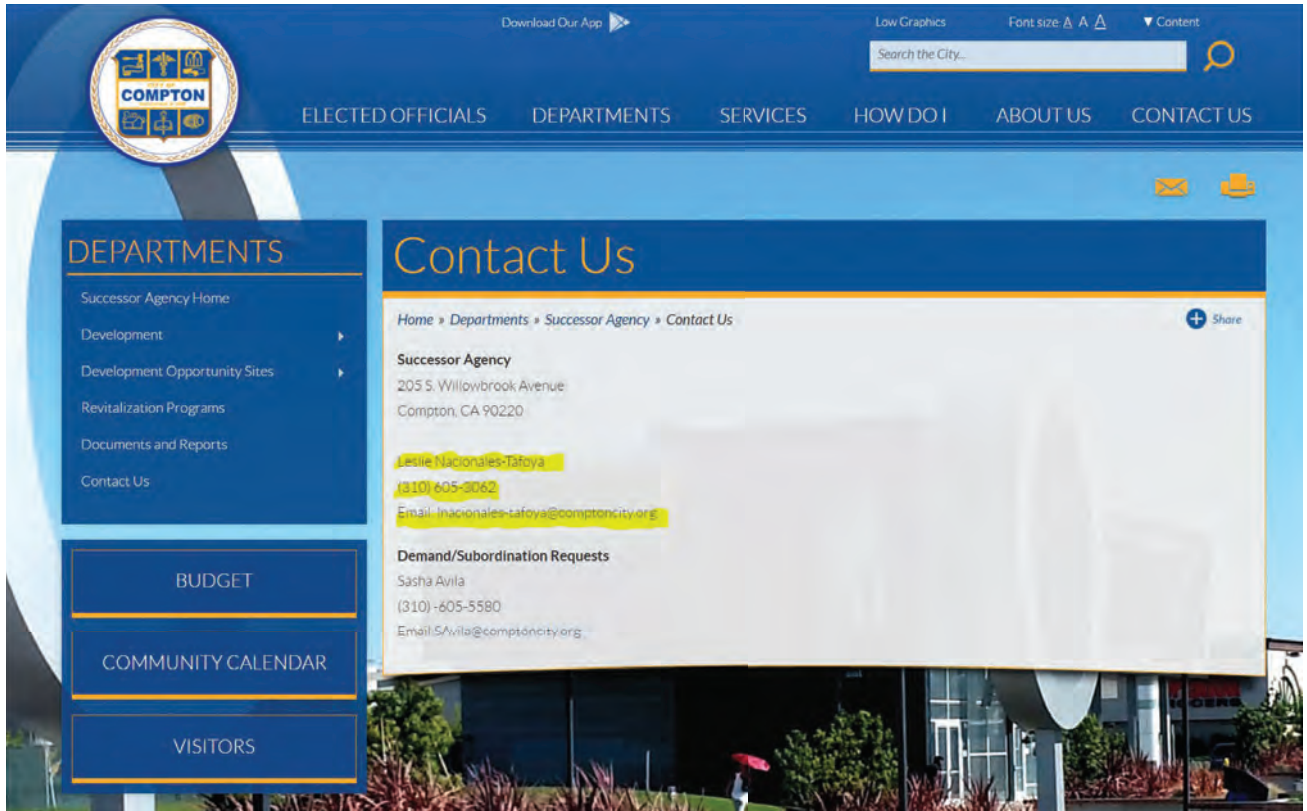 Download Our App
Low Graphics
Font size: A A A
▼ Content
Search the City...
CITY OF
COMPTON
ELECTED OFFICIALS
DEPARTMENTS
SERVICES
HOW DO I
ABOUT US
CONTACT US
DEPARTMENTS
Successor Agency Home
Development
Development Opportunity Sites
Revitalization Programs
Documents and Reports
Contact Us
BUDGET
COMMUNITY CALENDAR
VISITORS
Contact Us
Home » Departments » Successor Agency » Contact Us
Share
Successor Agency
205 S. Willowbrook Avenue
Compton, CA 90220
Leslie Nacionales-Tafoya
(310) 605-3062
Email: lnacionales-tafoya@comptoncity.org
Demand/Subordination Requests
Sasha Avila
(310) -605-5580
Email:SAvila@comptoncity.org